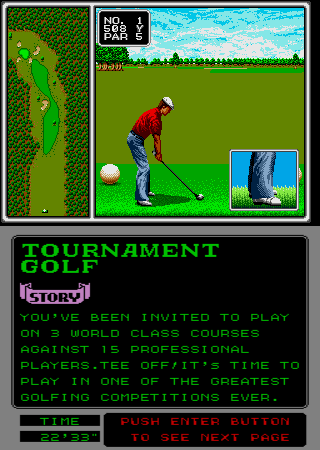 NO. 1
508 Y
PAR 5
TOURNAMENT
GOLF
STORY
YOU'VE BEEN INVITED TO PLAY
ON 3 WORLD CLASS COURSES
AGAINST 15 PROFESSIONAL
PLAYERS.TEE OFF,IT'S TIME TO
PLAY IN ONE OF THE GREATEST
GOLFING COMPETITIONS EVER.
TIME
22'33"
PUSH ENTER BUTTON
TO SEE NEXT PAGE